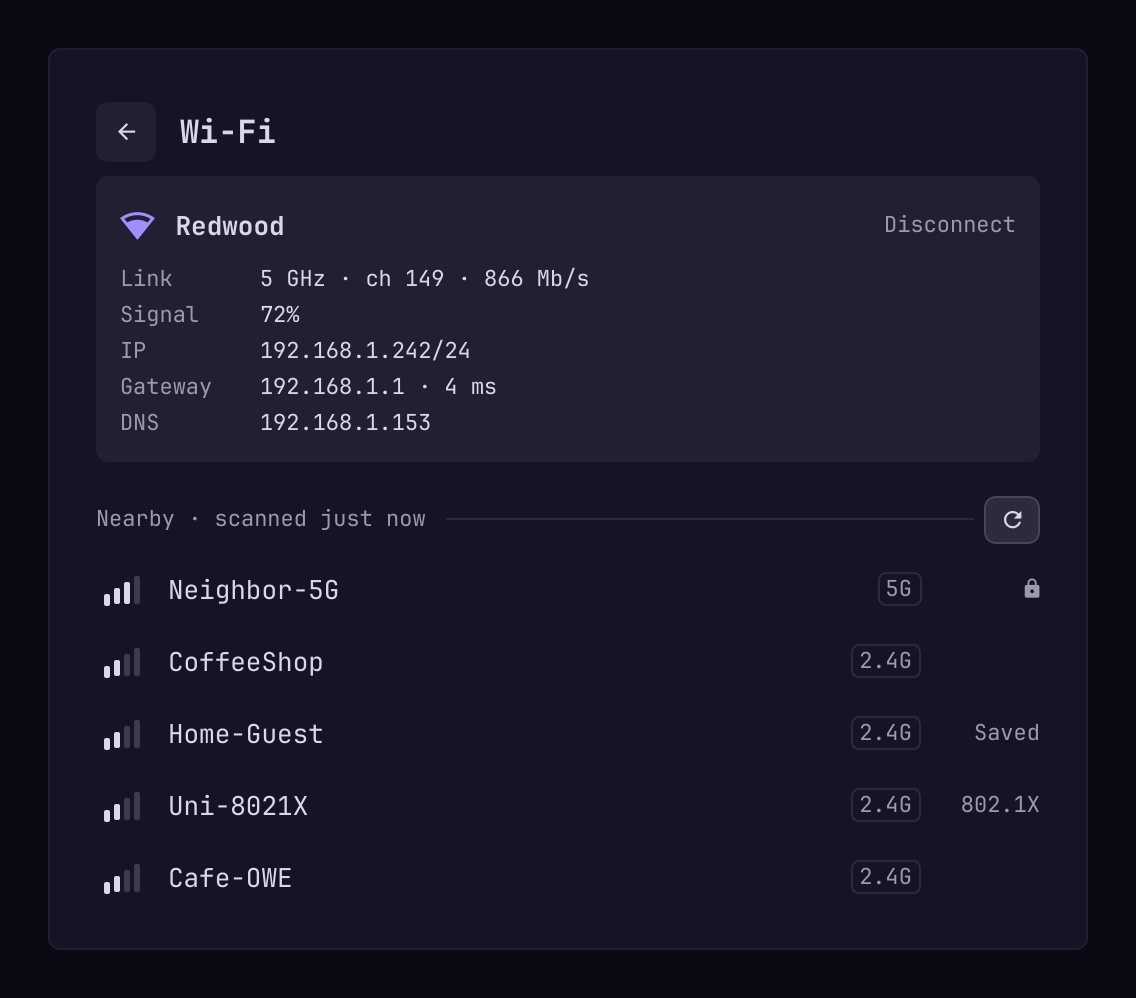 Wi-Fi
Redwood Disconnect
Link 5 GHz · ch 149 · 866 Mb/s
Signal 72%
IP 192.168.1.242/24
Gateway 192.168.1.1 · 4 ms
DNS 192.168.1.153
Nearby · scanned just now
Neighbor-5G 5G
CoffeeShop 2.4G
Home-Guest 2.4G Saved
Uni-8021X 2.4G 802.1X
Cafe-OWE 2.4G